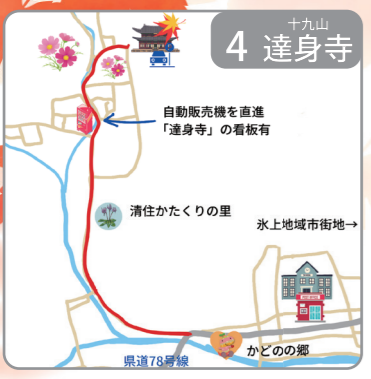 十九山
4 達身寺
自動販売機を直進
「達身寺」の看板有
清住かたくりの里
氷上地域市街地→
POST OFFICE
かどのの郷
県道78号線